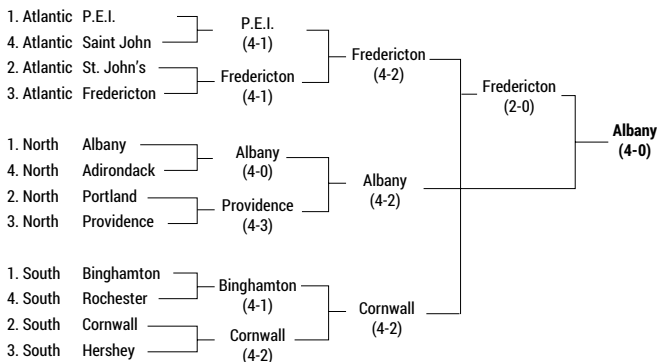 1. Atlantic P.E.I.
4. Atlantic Saint John
2. Atlantic St. John's
3. Atlantic Fredericton
P.E.I.
(4-1)
Fredericton
(4-1)
Fredericton
(4-2)
Fredericton
(2-0)
Albany
(4-0)
1. North Albany
4. North Adirondack
2. North Portland
3. North Providence
Albany
(4-0)
Providence
(4-3)
Albany
(4-2)
1. South Binghamton
4. South Rochester
2. South Cornwall
3. South Hershey
Binghamton
(4-1)
Cornwall
(4-2)
Cornwall
(4-2)